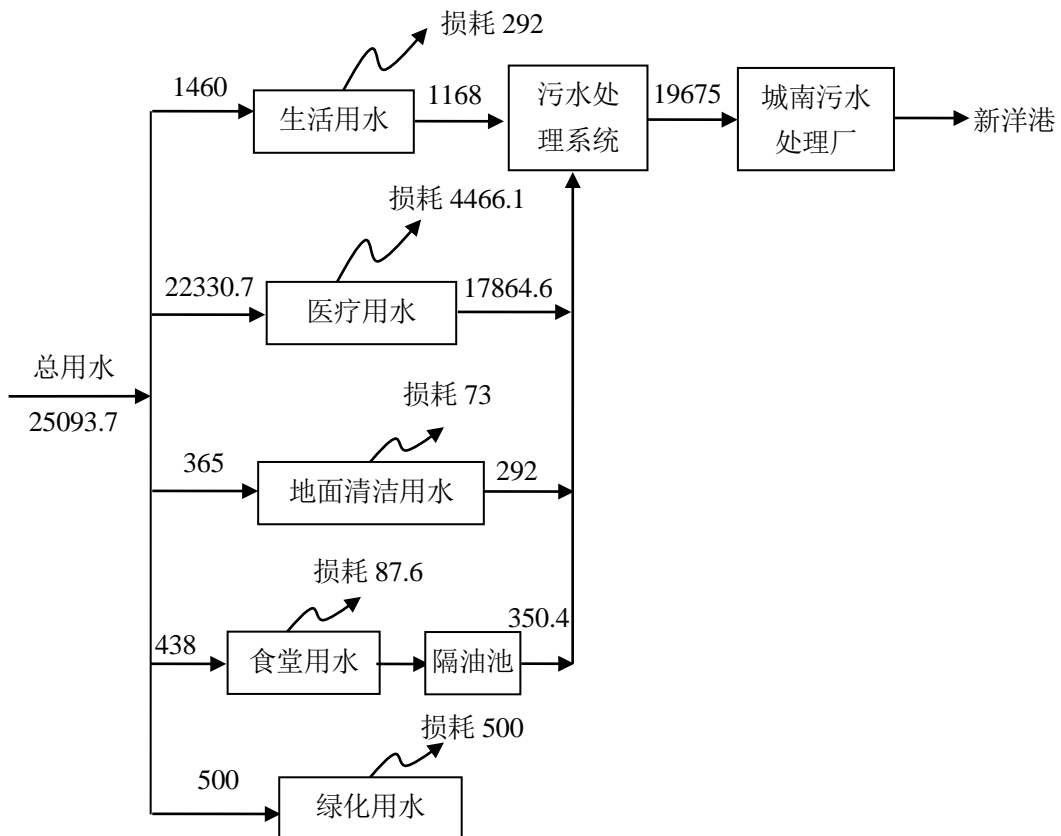 损耗 292
1460
生活用水
1168
污水处
理系统
19675
城南污水
处理厂
新洋港
损耗 4466.1
22330.7
医疗用水
17864.6
总用水
25093.7
损耗 73
365
地面清洁用水
292
损耗 87.6
438
食堂用水
隔油池
350.4
损耗 500
500
绿化用水